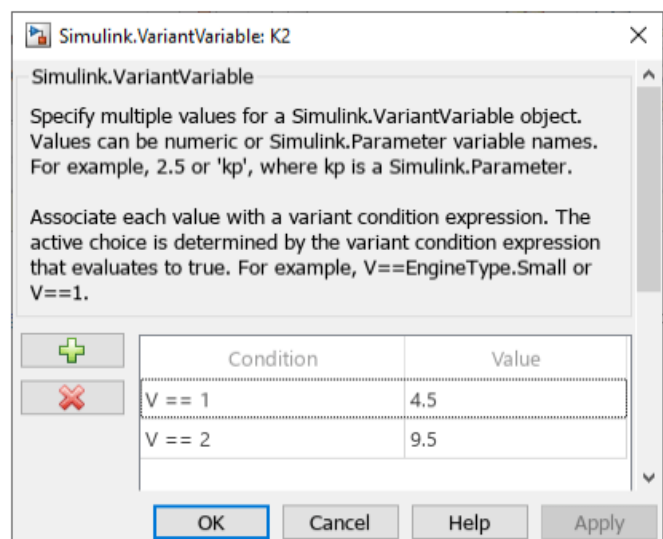 Simulink.VariantVariable: K2
Simulink.VariantVariable
Specify multiple values for a Simulink.VariantVariable object.
Values can be numeric or Simulink.Parameter variable names.
For example, 2.5 or 'kp', where kp is a Simulink.Parameter.
Associate each value with a variant condition expression. The
active choice is determined by the variant condition expression
that evaluates to true. For example, V==EngineType.Small or
V==1.
Condition Value
V == 1 4.5
V == 2 9.5
OK Cancel Help Apply